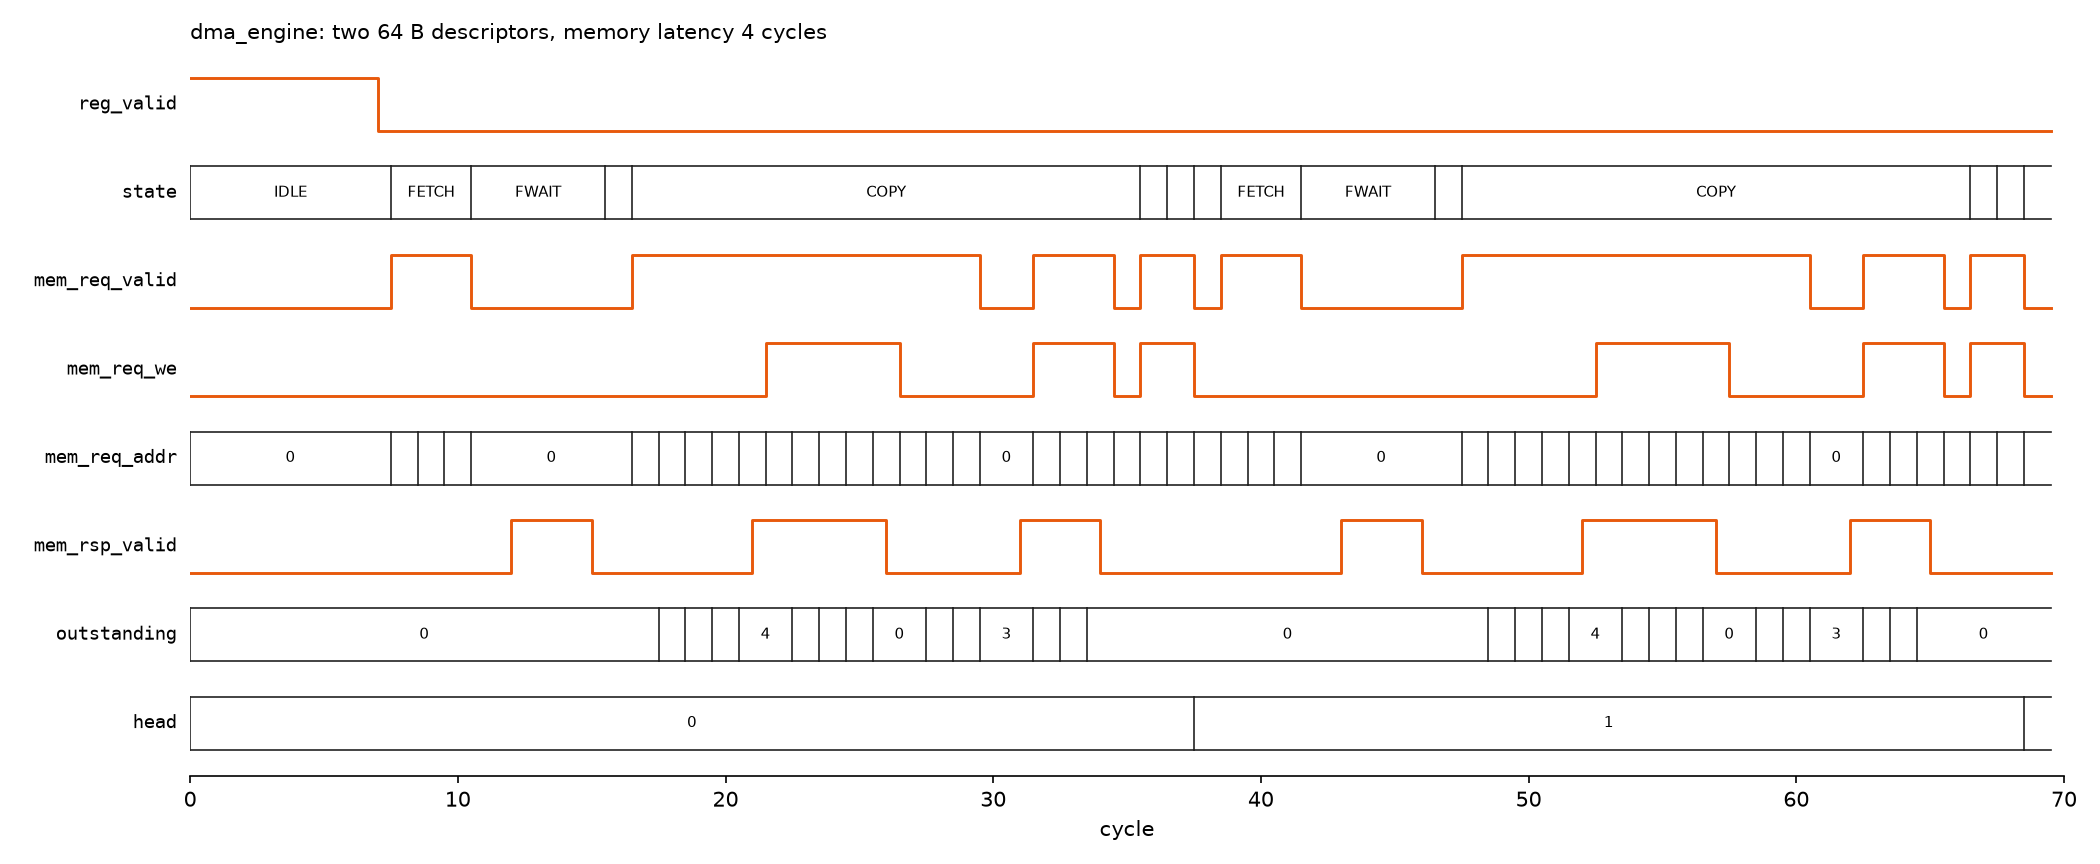 dma_engine: two 64 B descriptors, memory latency 4 cycles
reg_valid
state IDLE FETCH FWAIT COPY FETCH FWAIT COPY
mem_req_valid
mem_req_we
mem_req_addr 0 0 0 0 0
mem_rsp_valid
outstanding 0 4 0 3 0 4 0 3 0
head 0 1
0 10 20 30 40 50 60 70
cycle